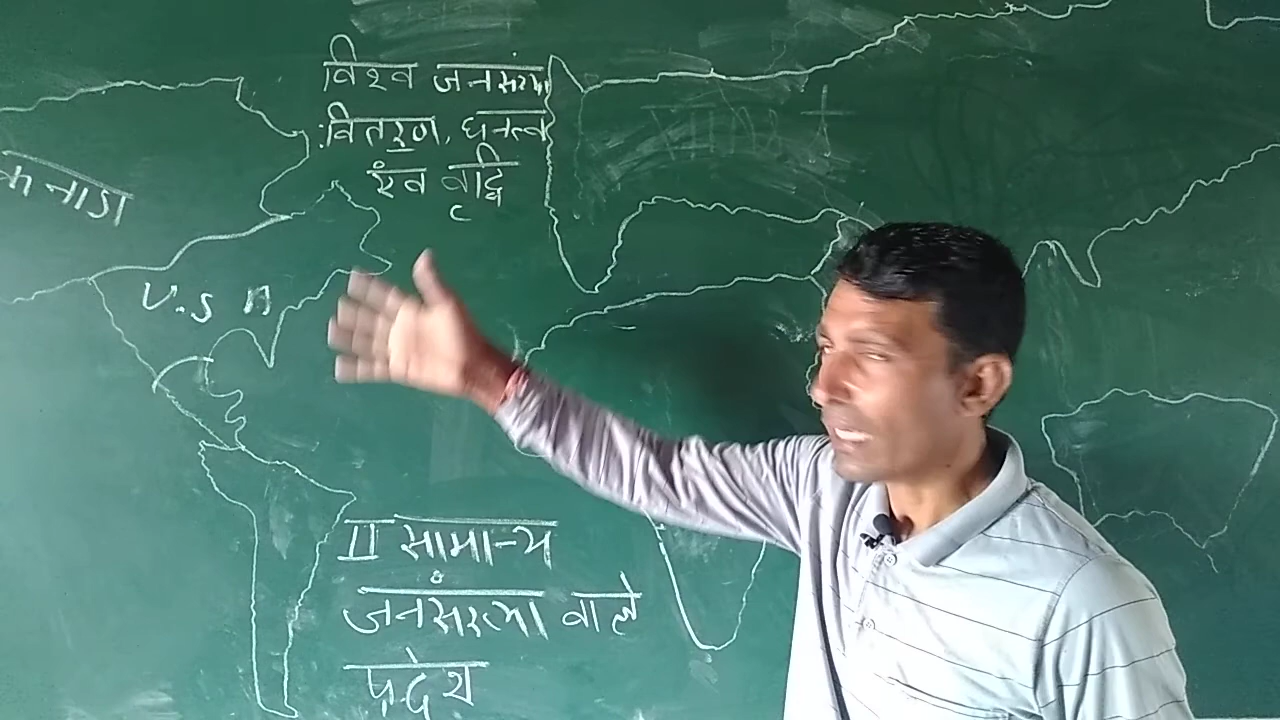 विश्व जनसंख्या
:वितरण, घनत्व
एंव वृद्धि
कनाडा
U.S A
II सामान्य
जनसंख्या वाले
प्रदेश